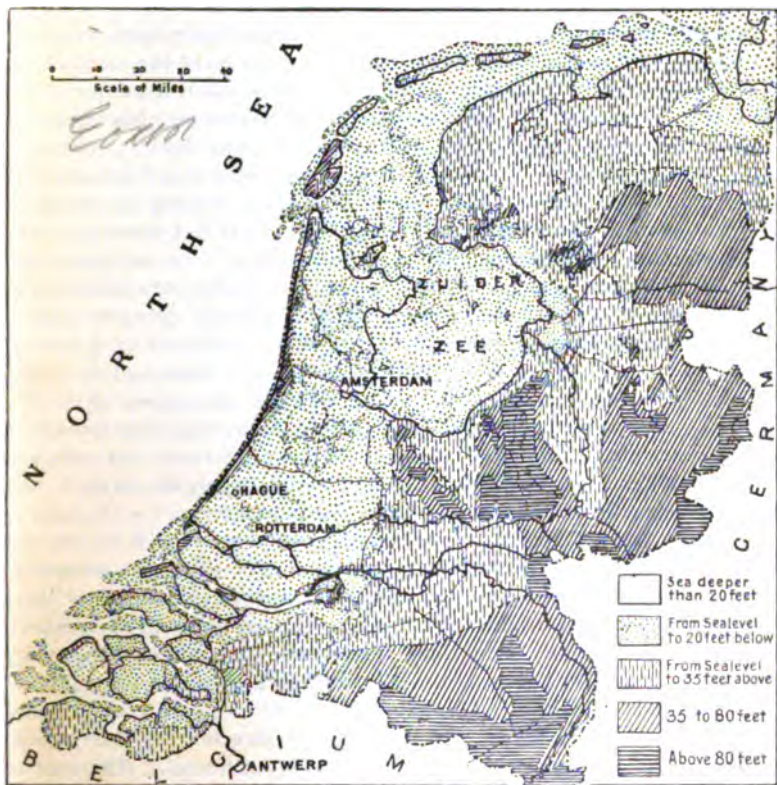 NORTH SEA
0 10 20 30 40
Scale of Miles
ZUIDER
ZEE
AMSTERDAM
HAGUE
ROTTERDAM
GERMANY
Sea deeper
than 20 feet
From Sealevel
to 20 feet below
From Sealevel
to 35 feet above
35 to 80 feet
Above 80 feet
BELGIUM
ANTWERP